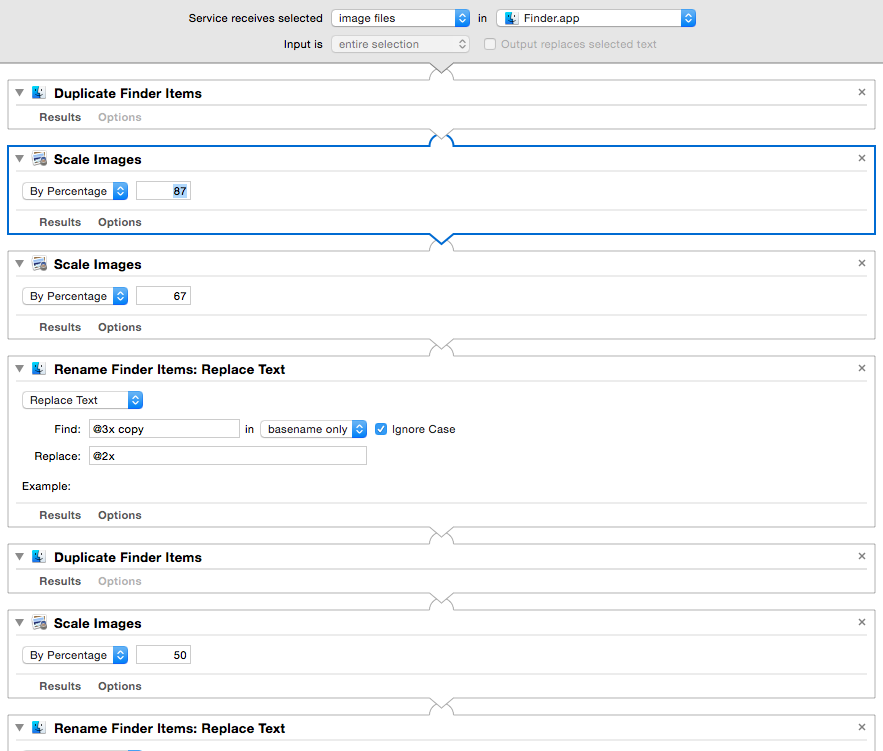 Service receives selected image files in Finder.app
Input is entire selection Output replaces selected text
Duplicate Finder Items
Results Options
Scale Images
By Percentage 87
Results Options
Scale Images
By Percentage 67
Results Options
Rename Finder Items: Replace Text
Replace Text
Find: @3x copy in basename only Ignore Case
Replace: @2x
Example:
Results Options
Duplicate Finder Items
Results Options
Scale Images
By Percentage 50
Results Options
Rename Finder Items: Replace Text